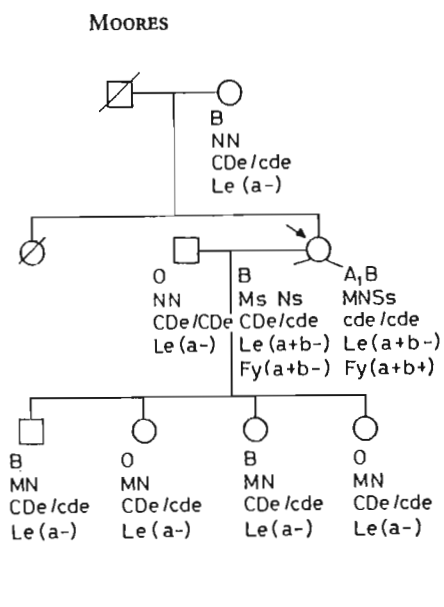 MOORES
B
NN
CDe/cde
Le (a-)
O
NN
CDe/CDe
Le (a-)
B
Ms Ns
CDe/cde
Le (a+b-)
Fy(a+b-)
A₁B
MNSs
cde/cde
Le (a+b-)
Fy(a+b+)
B
MN
CDe/cde
Le (a-)
O
MN
CDe/cde
Le (a-)
B
MN
CDe/cde
Le (a-)
O
MN
CDe/cde
Le (a-)